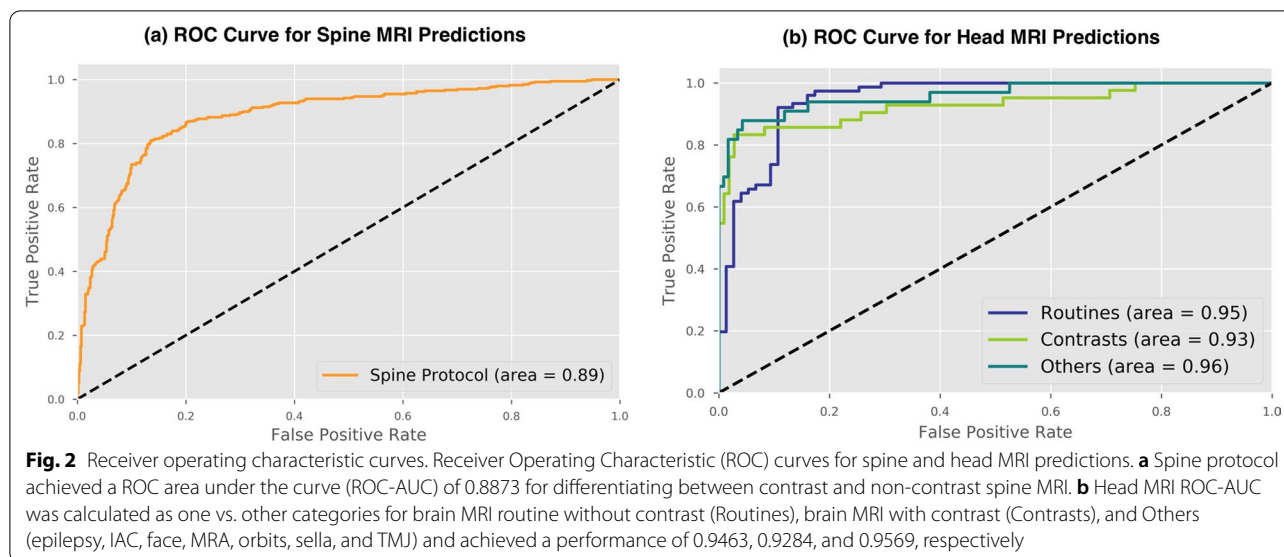 (a) ROC Curve for Spine MRI Predictions
1.0
0.8
0.6
0.4
0.2
0.0
True Positive Rate
Spine Protocol (area = 0.89)
0.0 0.2 0.4 0.6 0.8 1.0
False Positive Rate
(b) ROC Curve for Head MRI Predictions
1.0
0.8
0.6
0.4
0.2
0.0
True Positive Rate
Routines (area = 0.95)
Contrasts (area = 0.93)
Others (area = 0.96)
0.0 0.2 0.4 0.6 0.8 1.0
False Positive Rate
Fig. 2 Receiver operating characteristic curves. Receiver Operating Characteristic (ROC) curves for spine and head MRI predictions. a Spine protocol
achieved a ROC area under the curve (ROC-AUC) of 0.8873 for differentiating between contrast and non-contrast spine MRI. b Head MRI ROC-AUC
was calculated as one vs. other categories for brain MRI routine without contrast (Routines), brain MRI with contrast (Contrasts), and Others
(epilepsy, IAC, face, MRA, orbits, sella, and TMJ) and achieved a performance of 0.9463, 0.9284, and 0.9569, respectively